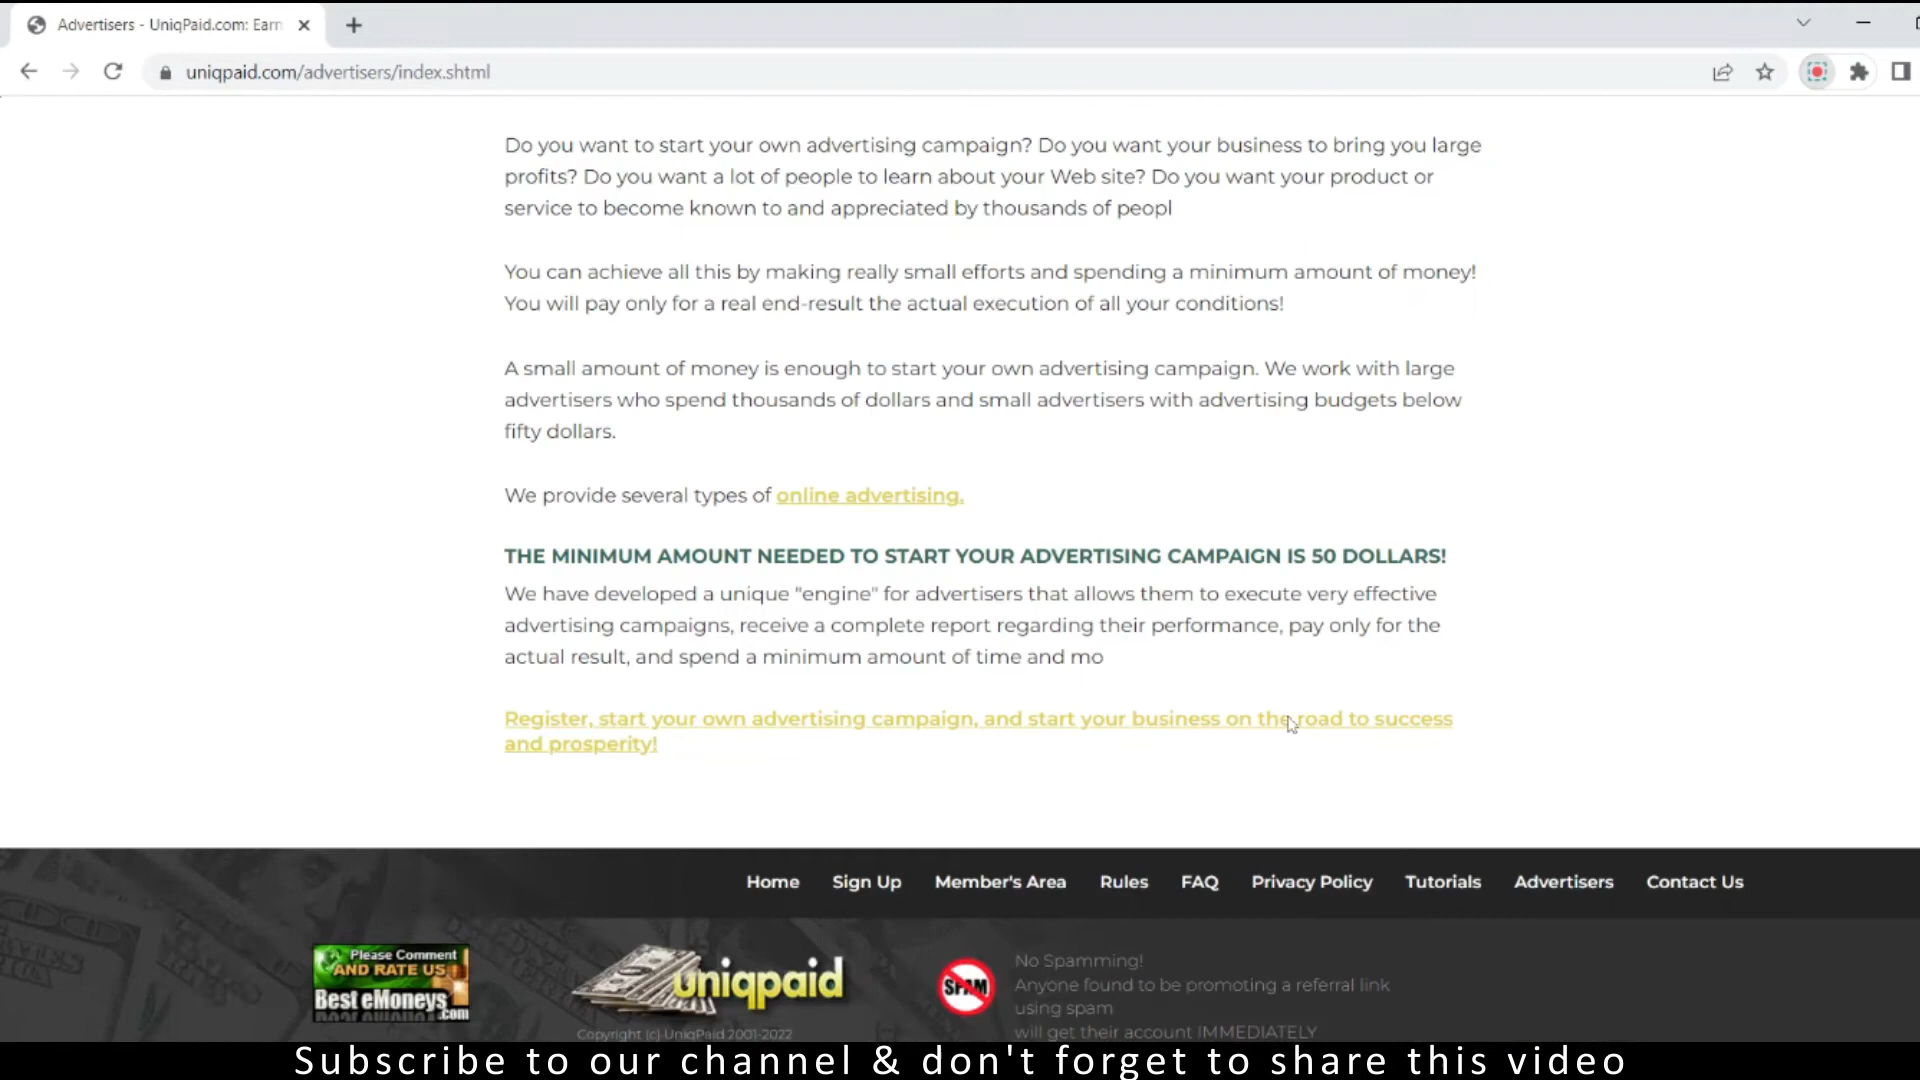 Advertisers - UniqPaid.com: Earn
uniqpaid.com/advertisers/index.shtml
Do you want to start your own advertising campaign? Do you want your business to bring you large
profits? Do you want a lot of people to learn about your Web site? Do you want your product or
service to become known to and appreciated by thousands of peopl
You can achieve all this by making really small efforts and spending a minimum amount of money!
You will pay only for a real end-result the actual execution of all your conditions!
A small amount of money is enough to start your own advertising campaign. We work with large
advertisers who spend thousands of dollars and small advertisers with advertising budgets below
fifty dollars.
We provide several types of online advertising.
THE MINIMUM AMOUNT NEEDED TO START YOUR ADVERTISING CAMPAIGN IS 50 DOLLARS!
We have developed a unique "engine" for advertisers that allows them to execute very effective
advertising campaigns, receive a complete report regarding their performance, pay only for the
actual result, and spend a minimum amount of time and mo
Register, start your own advertising campaign, and start your business on the road to success
and prosperity!
Home Sign Up Member's Area Rules FAQ Privacy Policy Tutorials Advertisers Contact Us
Please Comment
AND RATE US
Best eMoneys
.com
uniqpaid
Copyright (c) UniqPaid 2001-2022
SPAM
No Spamming!
Anyone found to be promoting a referral link
using spam
will get their account IMMEDIATELY
Subscribe to our channel & don't forget to share this video